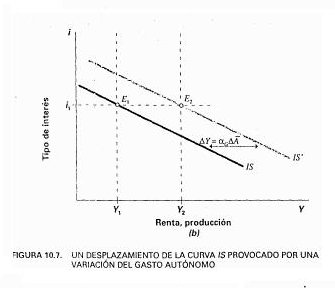 i
E₁
E₂
i₁
ΔY = αGΔA̅
IS'
IS
Tipo de interés
Y₁
Y₂
Y
Renta, producción
(b)
FIGURA 10.7. UN DESPLAZAMIENTO DE LA CURVA IS PROVOCADO POR UNA
VARIACIÓN DEL GASTO AUTÓNOMO